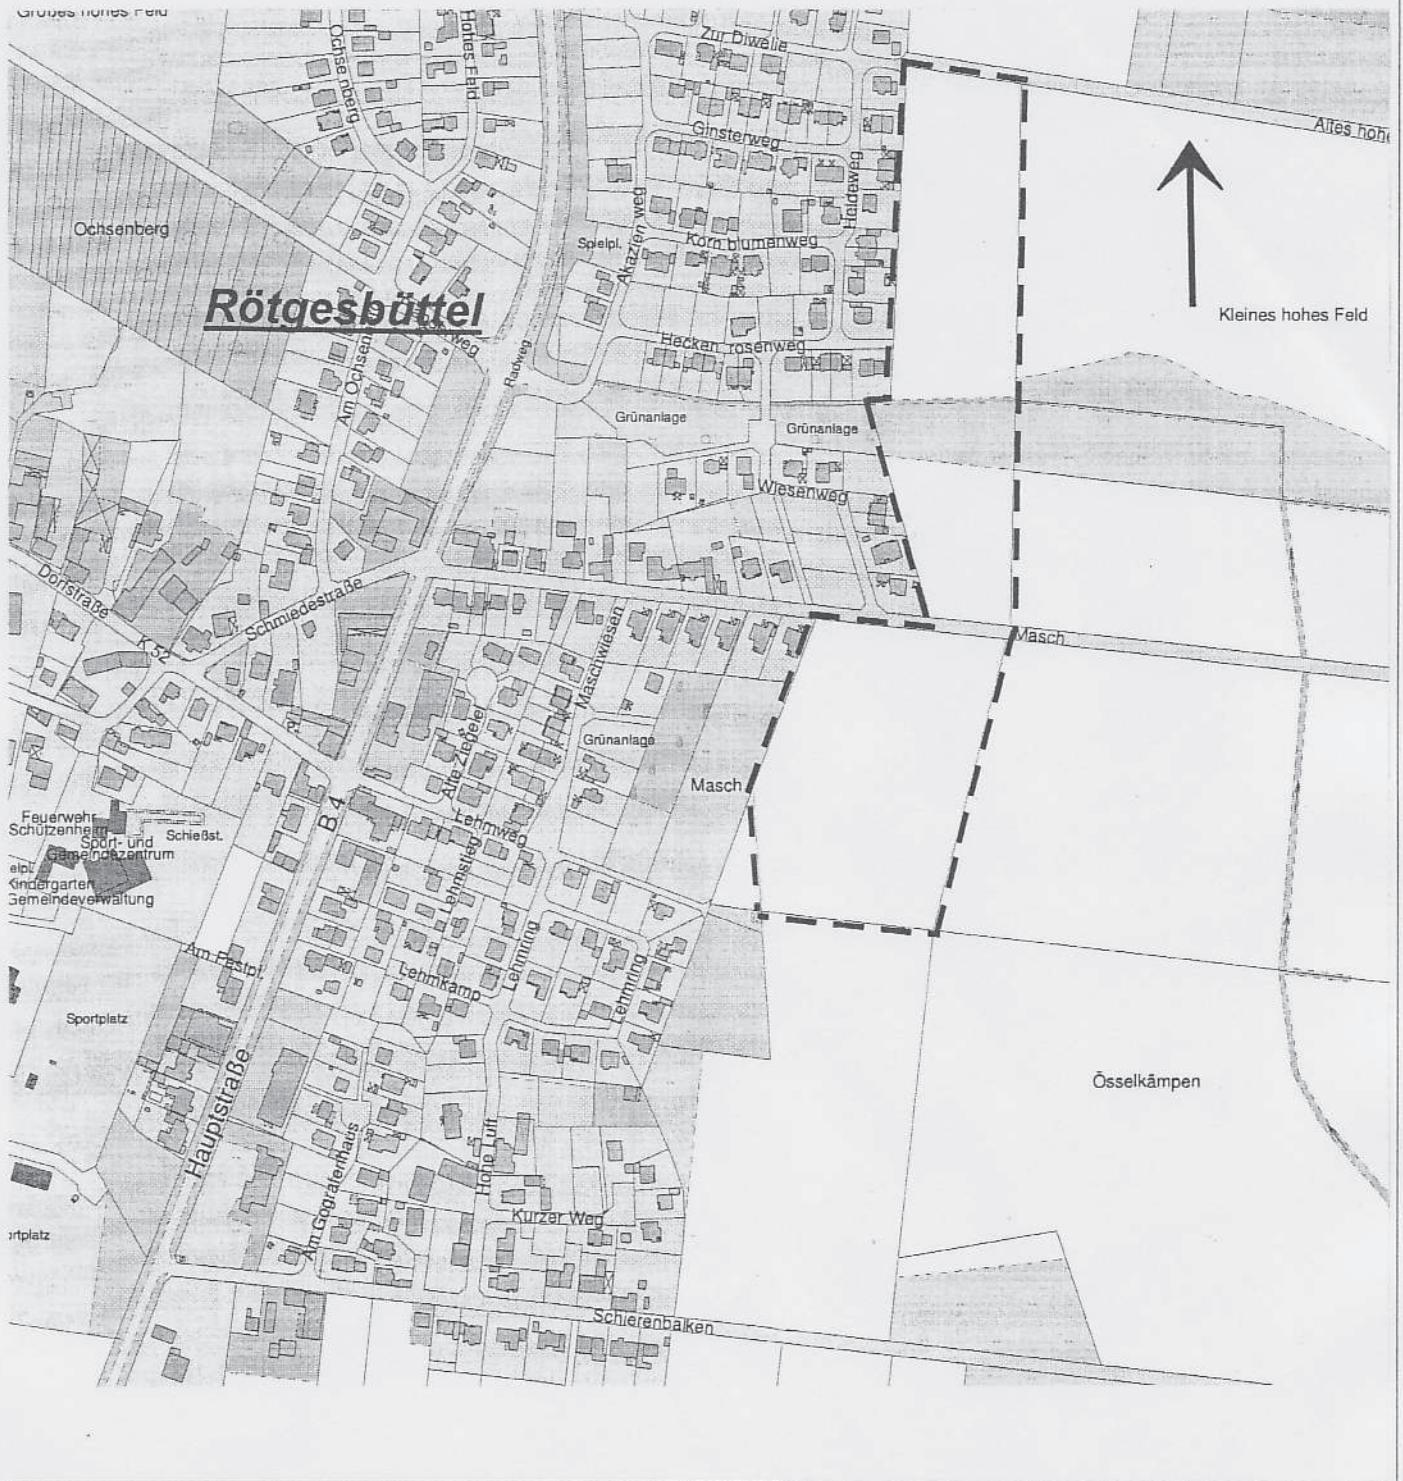 Großes hohes Feld
Ochsenberg
Hohes Feld
Zur Diwelle
Altes hohe
Ginsterweg
Heideweg
Akazienweg
Ochsenberg
Spielpl.
Kornblumenweg
Rötgesbüttel
Kleines hohes Feld
Radweg
Heckenrosenweg
Am Ochsen
Grünanlage
Grünanlage
Wiesenweg
Dorfstraße
Schmiedestraße
K 52
Maschwiesen
Masch
Alte Ziegelei
Grünanlage
Masch
B 4
Lehmweg
Feuerwehr
Schützenheim
Schießst.
Sport- und
Gemeindezentrum
elpl.
Kindergarten
Gemeindeverwaltung
Lehmstieg
Am Festpl.
Lehmring
Lehmkamp
Lehmring
Sportplatz
Hauptstraße
Össelkämpen
Am Gografenhaus
Hohe Luft
Kurzer Weg
ortplatz
Schierenbalken